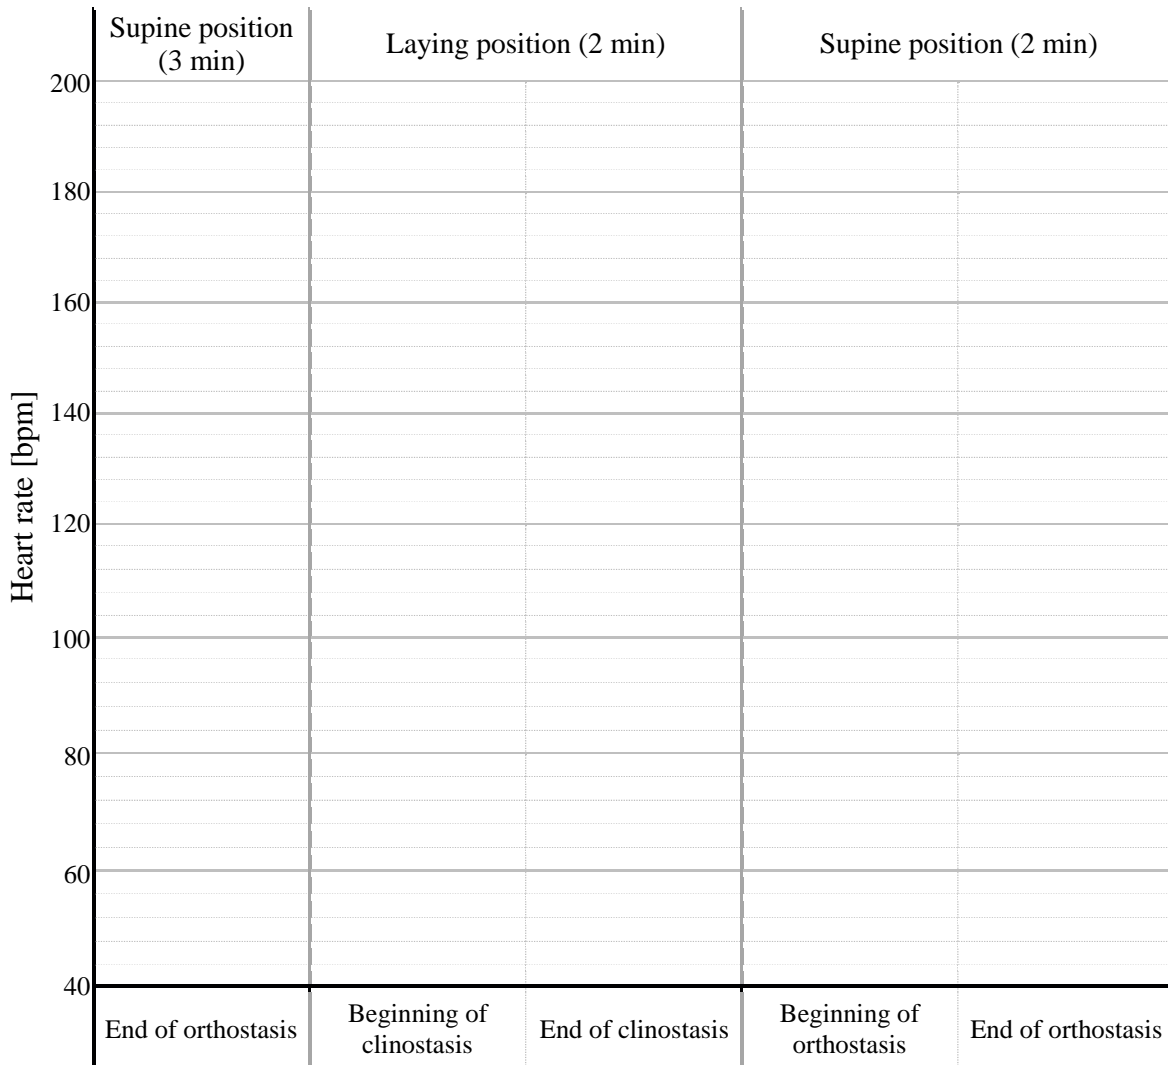 Supine position
(3 min)
Laying position (2 min)
Supine position (2 min)
200
180
160
140
120
100
80
60
40
Heart rate [bpm]
End of orthostasis
Beginning of
clinostasis
End of clinostasis
Beginning of
orthostasis
End of orthostasis